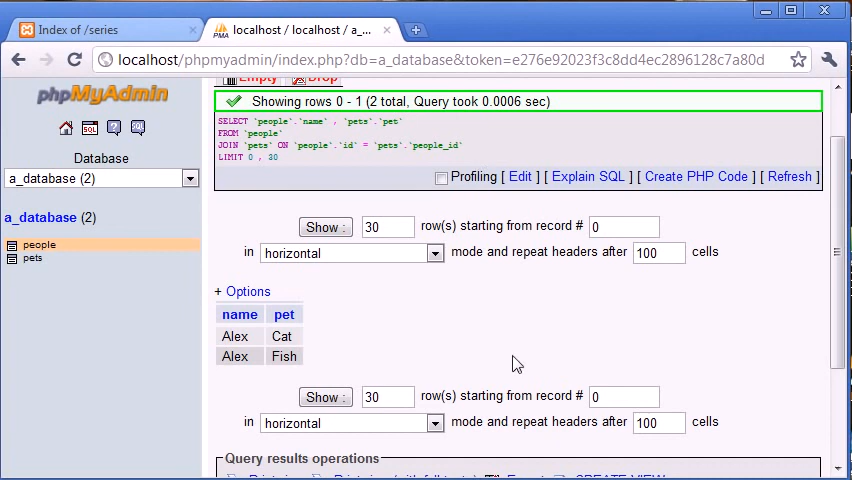 Index of /series
localhost / localhost / a_...
localhost/phpmyadmin/index.php?db=a_database&token=e276e92023f3c8dd4ec2896128c7a80d
phpMyAdmin
Database
a_database (2)
a_database (2)
people
pets
Empty Drop
Showing rows 0 - 1 (2 total, Query took 0.0006 sec)
SELECT `people`.`name` , `pets`.`pet`
FROM `people`
JOIN `pets` ON `people`.`id` = `pets`.`people_id`
LIMIT 0 , 30
Profiling [ Edit ] [ Explain SQL ] [ Create PHP Code ] [ Refresh ]
Show : 30 row(s) starting from record # 0
in horizontal mode and repeat headers after 100 cells
+ Options
name pet
Alex Cat
Alex Fish
Show : 30 row(s) starting from record # 0
in horizontal mode and repeat headers after 100 cells
Query results operations